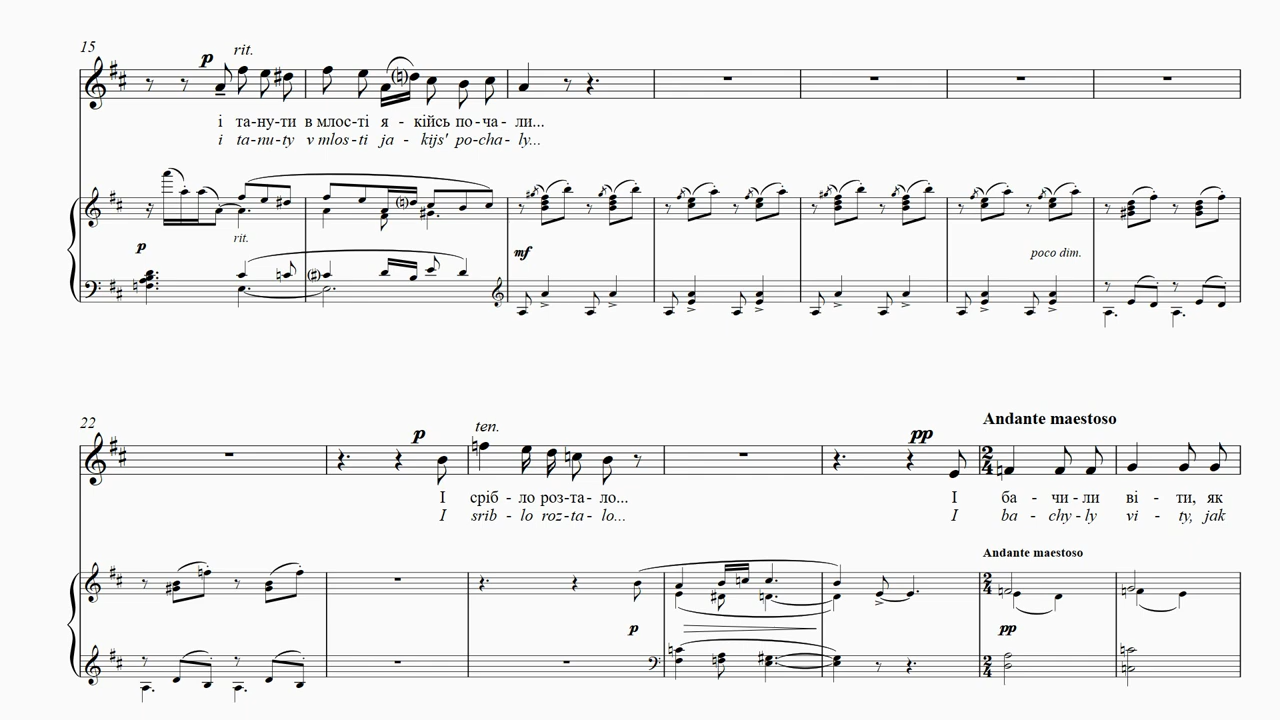 15
p rit.
і та-ну-ти в млос-ті я - кійсь по-ча-ли...
i ta-nu-ty v mlos-ti ja - kijs' po-cha-ly...
p rit. mf poco dim.
22
p ten. pp Andante maestoso
І сріб - ло роз-та-ло... І ба - чи-ли ві - ти, як
I srib - lo roz-ta-lo... I ba - chy-ly vi - ty, jak
Andante maestoso
p pp